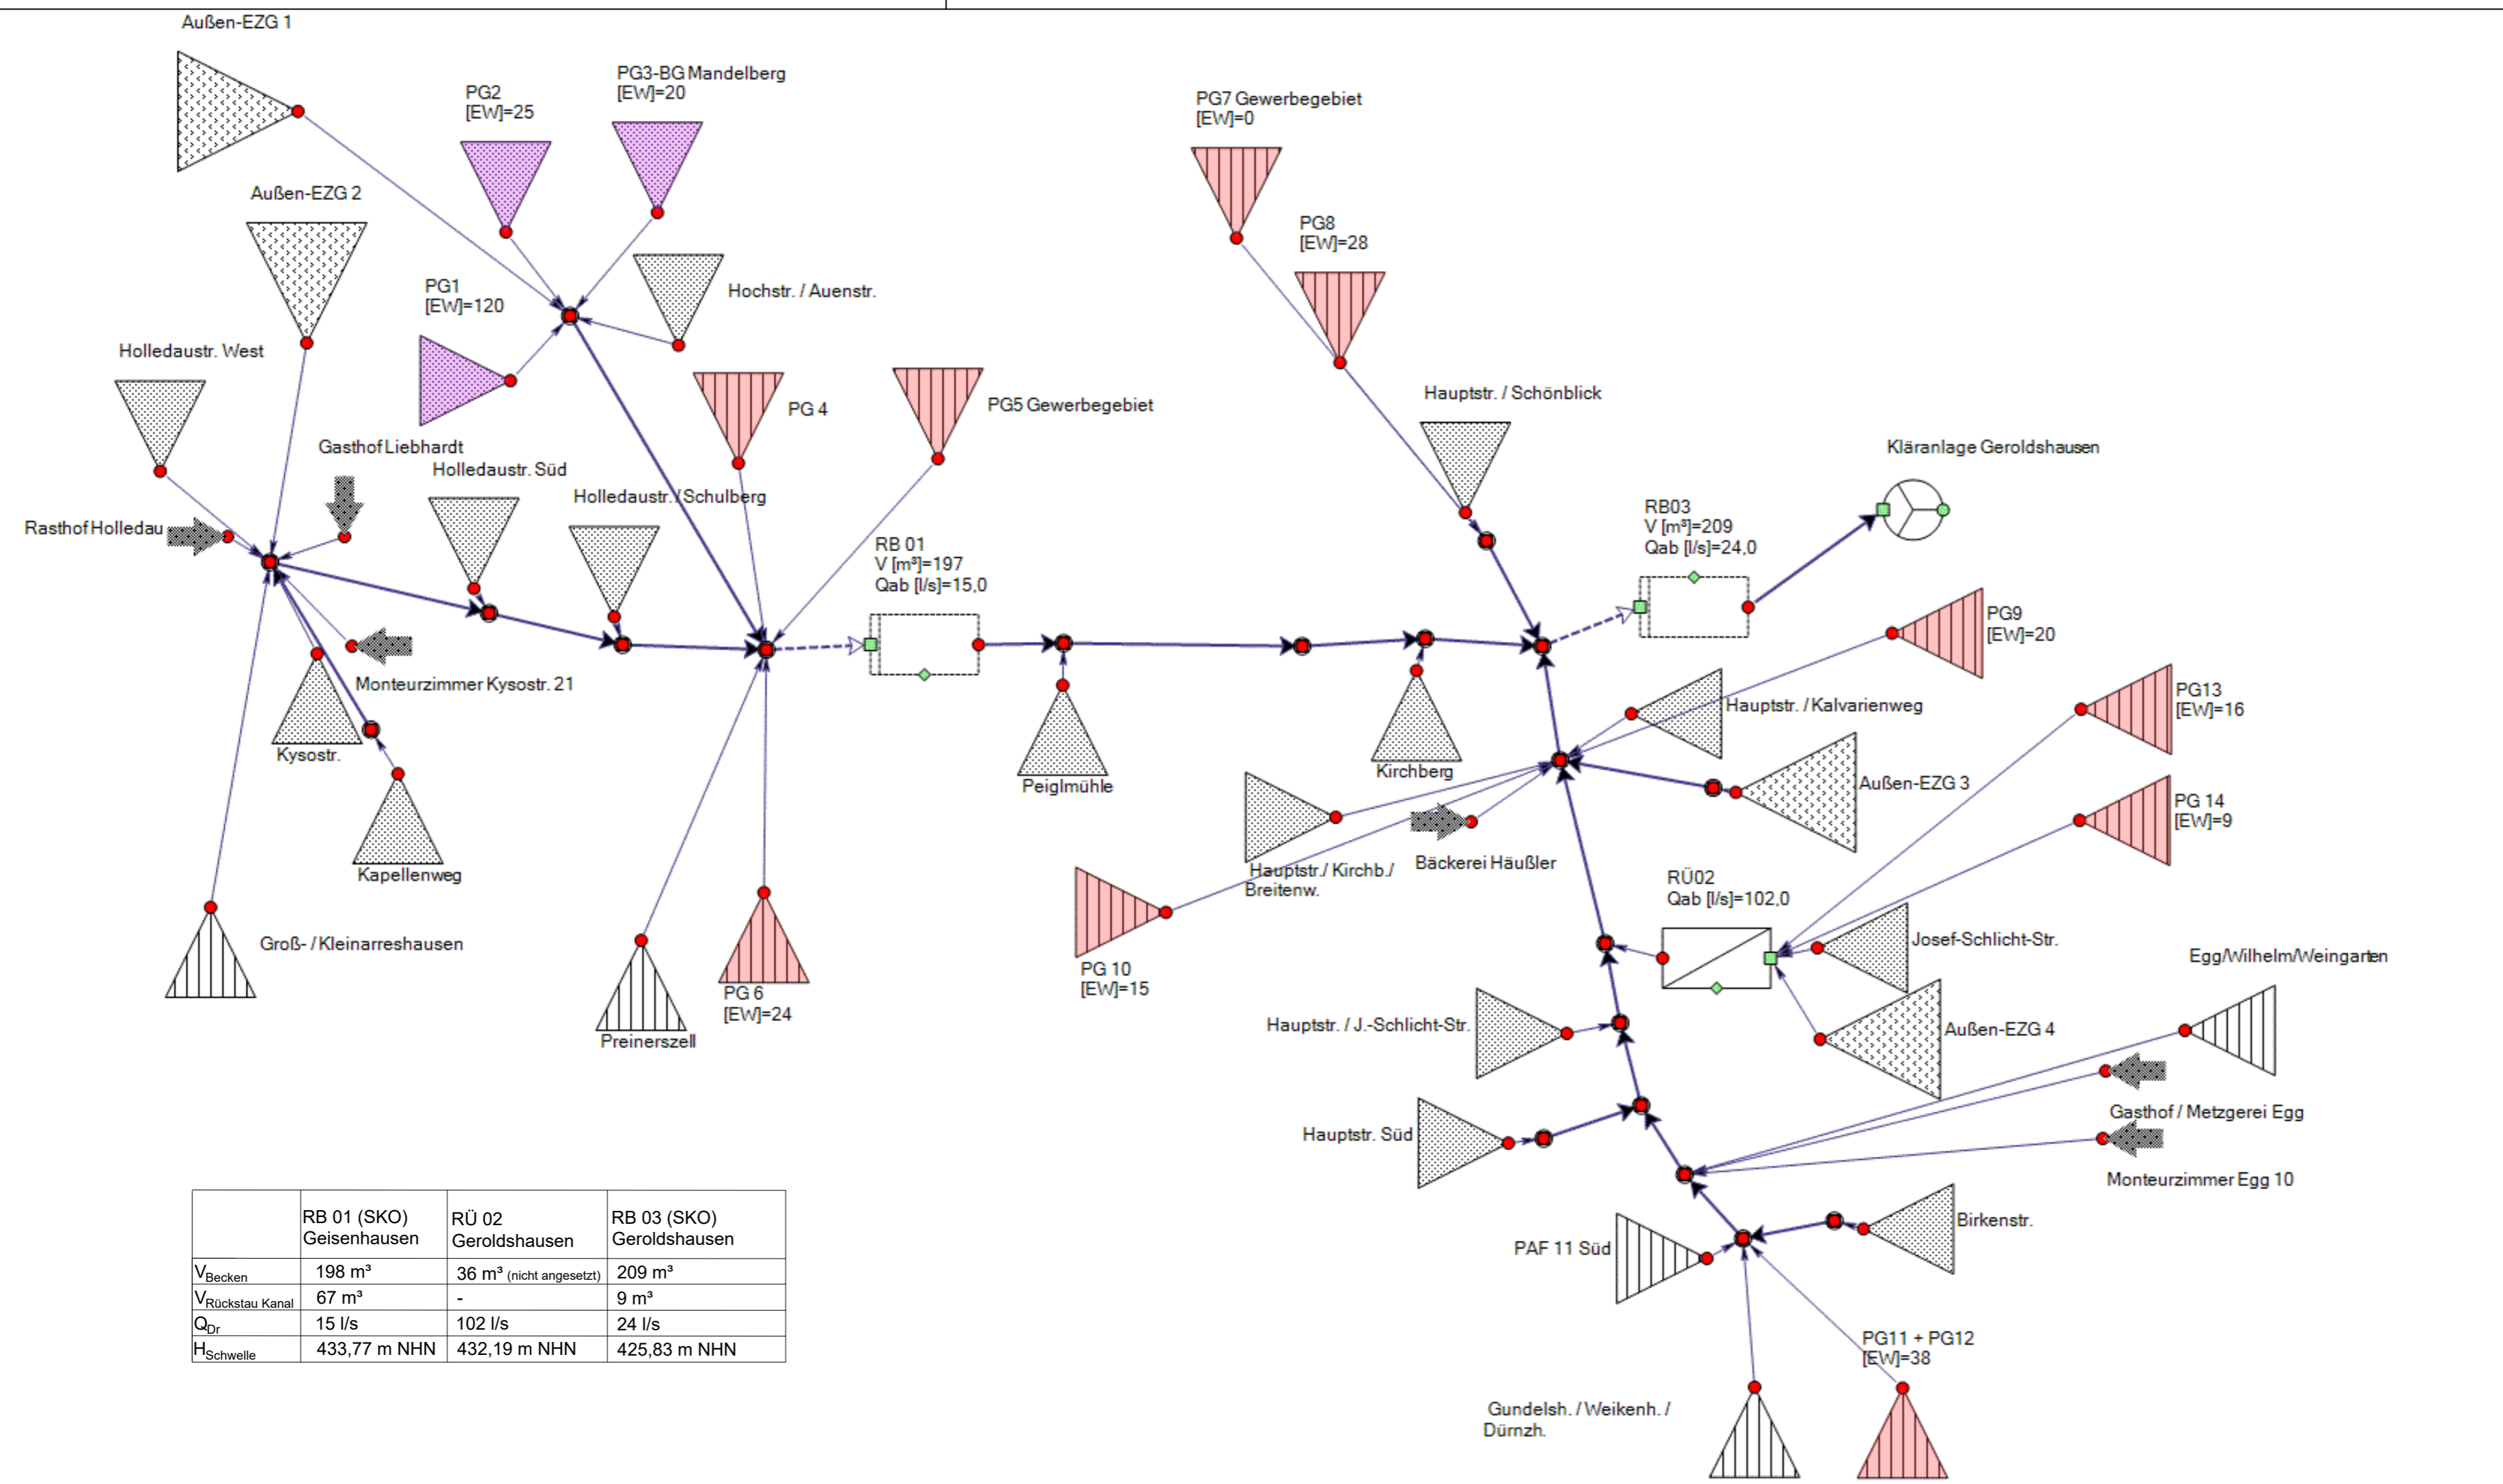 Außen-EZG 1
PG3-BG Mandelberg
[EW]=20
PG2
[EW]=25
PG7 Gewerbegebiet
[EW]=0
Außen-EZG 2
PG8
[EW]=28
PG1
[EW]=120
Hochstr. / Auenstr.
Holledaustr. West
Hauptstr. / Schönblick
PG 4
PG5 Gewerbegebiet
Gasthof Liebhardt
Kläranlage Geroldshausen
Holledaustr. Süd
Holledaustr. / Schulberg
Rasthof Holledau
RB03
V [m³]=209
Qab [l/s]=24,0
RB 01
V [m³]=197
Qab [l/s]=15,0
PG9
[EW]=20
Monteurzimmer Kysostr. 21
PG13
[EW]=16
Hauptstr. / Kalvarienweg
Kysostr.
Kirchberg
Peiglmühle
Außen-EZG 3
PG 14
[EW]=9
Kapellenweg
Hauptstr./ Kirchb./
Breitenw.
Bäckerei Häußler
RÜ02
Qab [l/s]=102,0
Groß- / Kleinarreshausen
Josef-Schlicht-Str.
Egg/Wilhelm/Weingarten
PG 10
[EW]=15
PG 6
[EW]=24
Preinerszell
Hauptstr. / J.-Schlicht-Str.
Außen-EZG 4
Gasthof / Metzgerei Egg
Hauptstr. Süd
Monteurzimmer Egg 10
Birkenstr.
PAF 11 Süd
PG11 + PG12
[EW]=38
Gundelsh. / Weikenh. /
Dürnzh.
RB 01 (SKO) Geisenhausen RÜ 02 Geroldshausen RB 03 (SKO) Geroldshausen
VBecken 198 m³ 36 m³ (nicht angesetzt) 209 m³
VRückstau Kanal 67 m³ - 9 m³
QDr 15 l/s 102 l/s 24 l/s
HSchwelle 433,77 m NHN 432,19 m NHN 425,83 m NHN